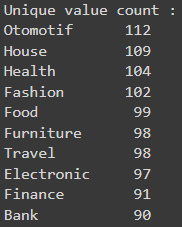 Unique value count :
Otomotif 112
House 109
Health 104
Fashion 102
Food 99
Furniture 98
Travel 98
Electronic 97
Finance 91
Bank 90